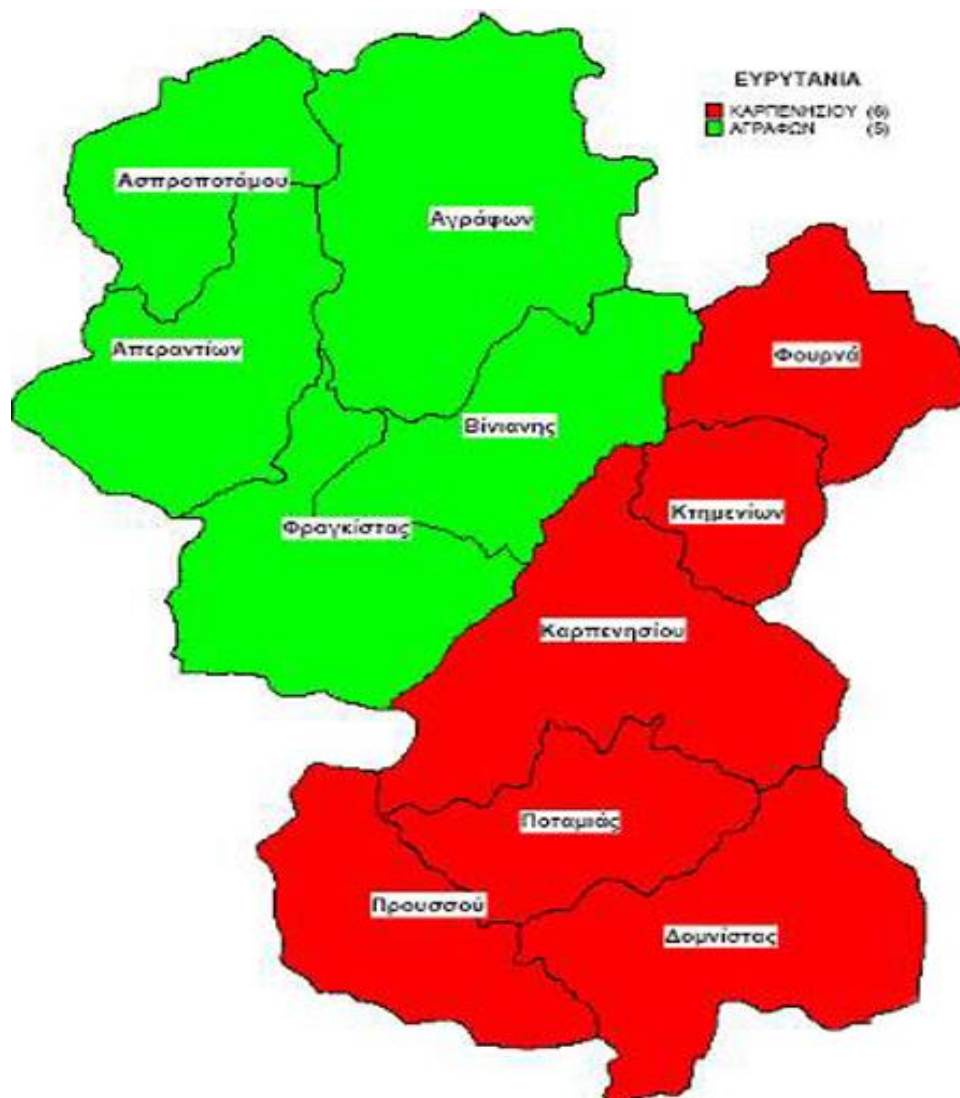 ΕΥΡΥΤΑΝΙΑ
ΚΑΡΠΕΝΗΣΙΟΥ (6)
ΑΓΡΑΦΩΝ (5)
Ασπροποτάμου
Αγράφων
Απεραντίων
Φουρνά
Βίνιανης
Κτημενίων
Φραγκίστας
Καρπενησίου
Ποταμιάς
Προυσσού
Δομνίστας